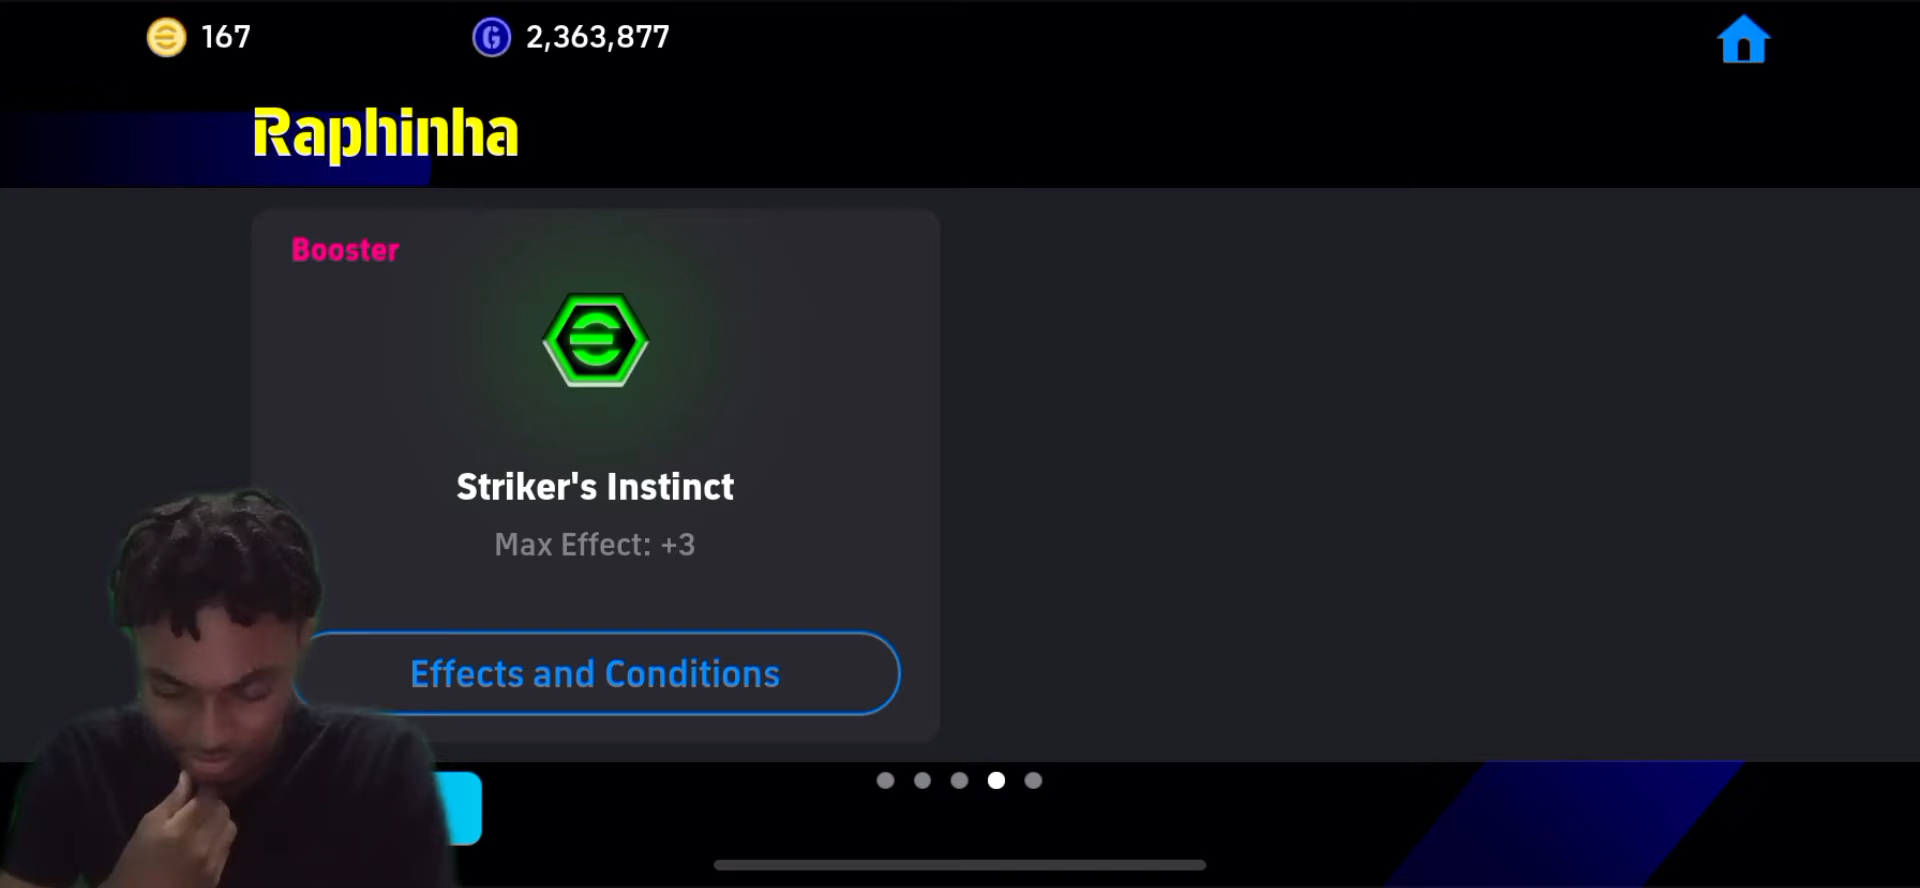 167
2,363,877
Raphinha
Booster
Striker's Instinct
Max Effect: +3
Effects and Conditions